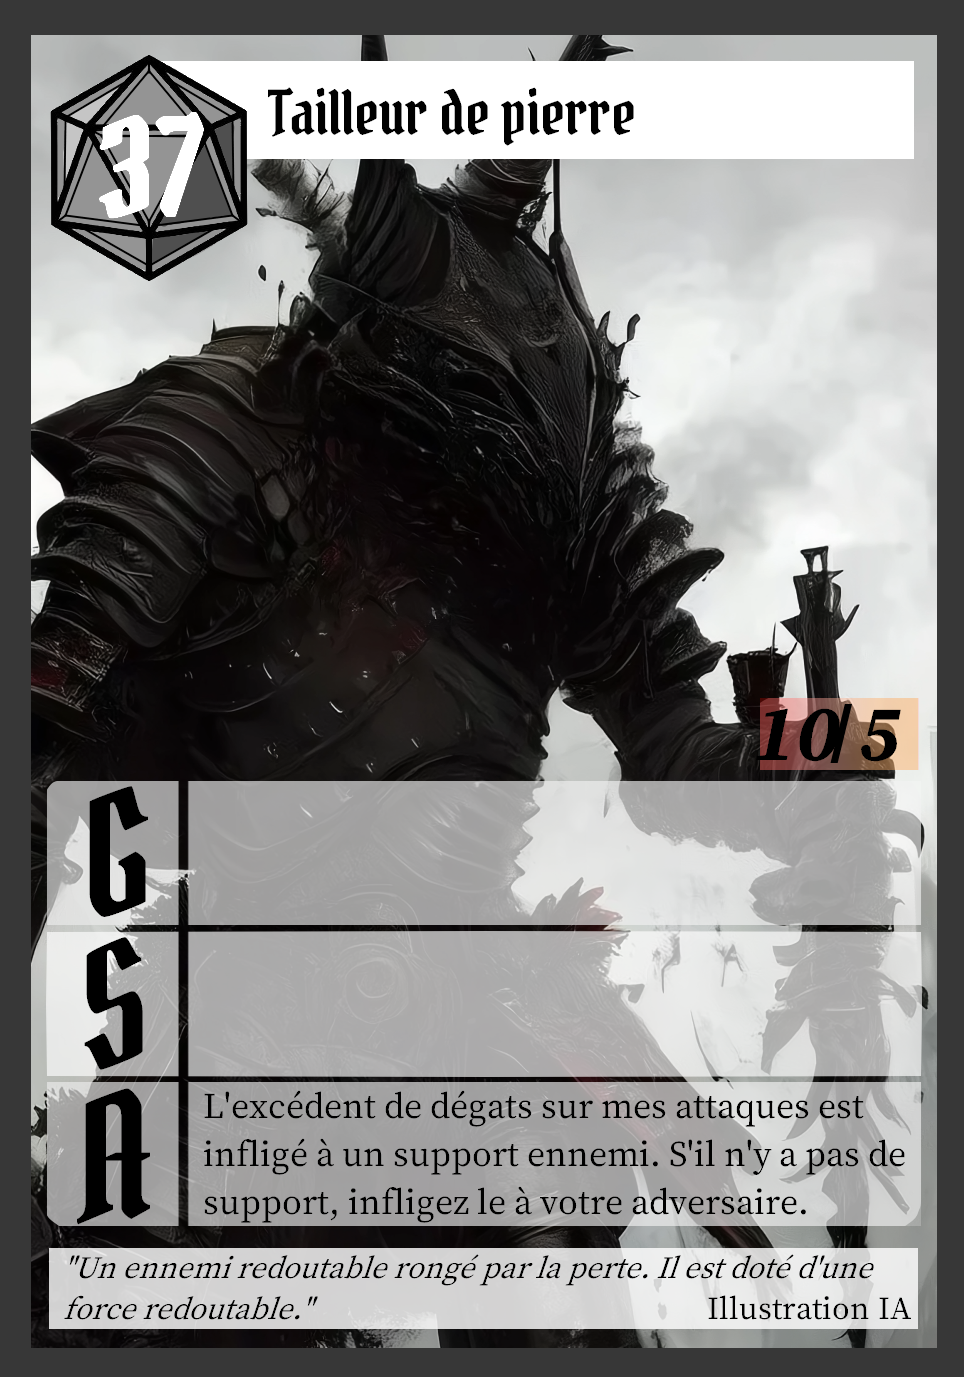 37
Tailleur de pierre
10/5
G
S
A
L'excédent de dégats sur mes attaques est
infligé à un support ennemi. S'il n'y a pas de
support, infligez le à votre adversaire.
"Un ennemi redoutable rongé par la perte. Il est doté d'une
force redoutable."
Illustration IA